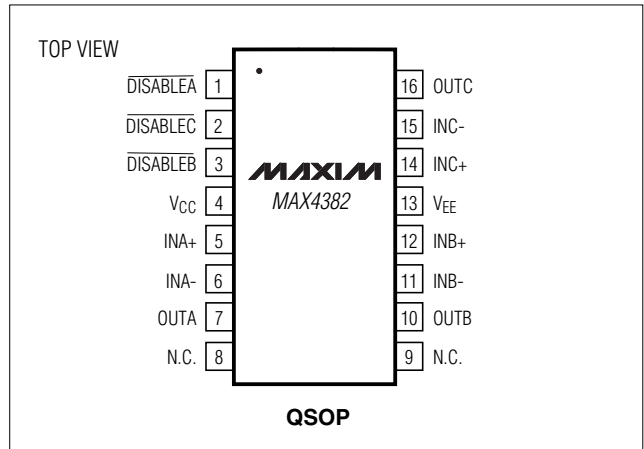 TOP VIEW
DISABLEA 1
DISABLEC 2
DISABLEB 3
VCC 4
INA+ 5
INA- 6
OUTA 7
N.C. 8
MAXIM
MAX4382
16 OUTC
15 INC-
14 INC+
13 VEE
12 INB+
11 INB-
10 OUTB
9 N.C.
QSOP